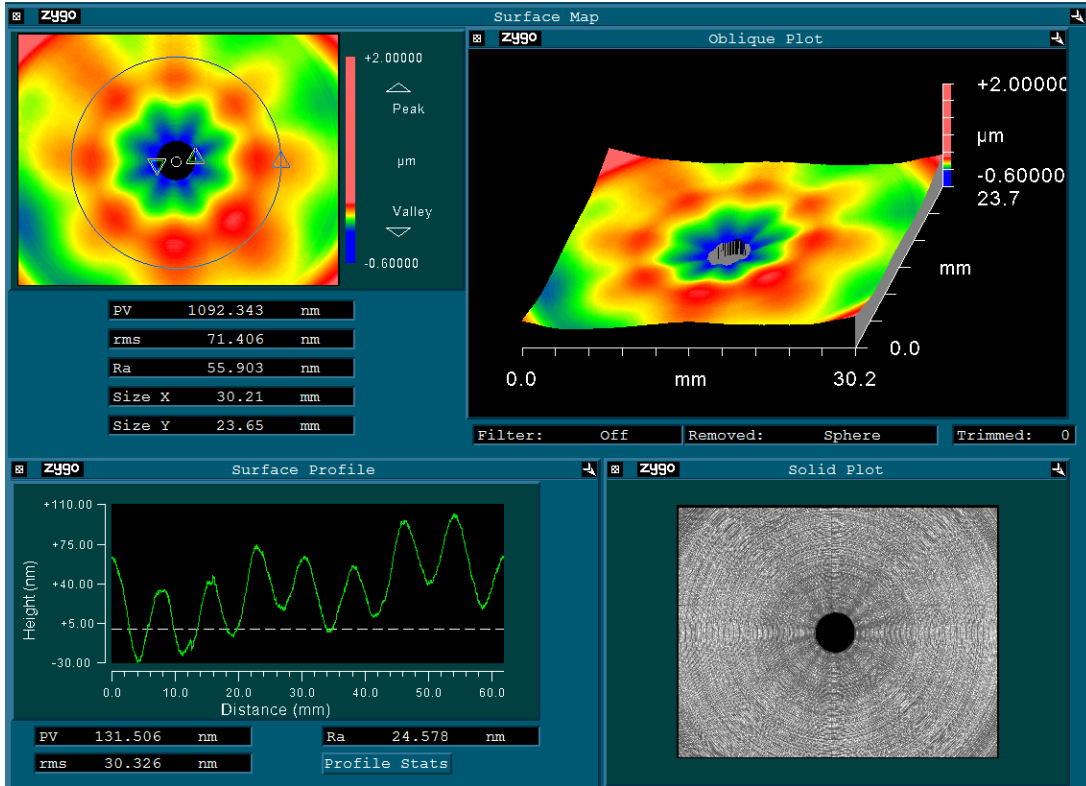 zygo Surface Map
+2.00000
Peak
µm
Valley
-0.60000
PV 1092.343 nm
rms 71.406 nm
Ra 55.903 nm
Size X 30.21 mm
Size Y 23.65 mm
zygo Oblique Plot
+2.0000
µm
-0.60000
23.7
mm
0.0
0.0 mm 30.2
Filter: Off Removed: Sphere Trimmed: 0
zygo Surface Profile
+110.00
+75.00
+40.00
+5.00
-30.00
Height (nm)
0.0 10.0 20.0 30.0 40.0 50.0 60.0
Distance (mm)
PV 131.506 nm Ra 24.578 nm
rms 30.326 nm Profile Stats
zygo Solid Plot